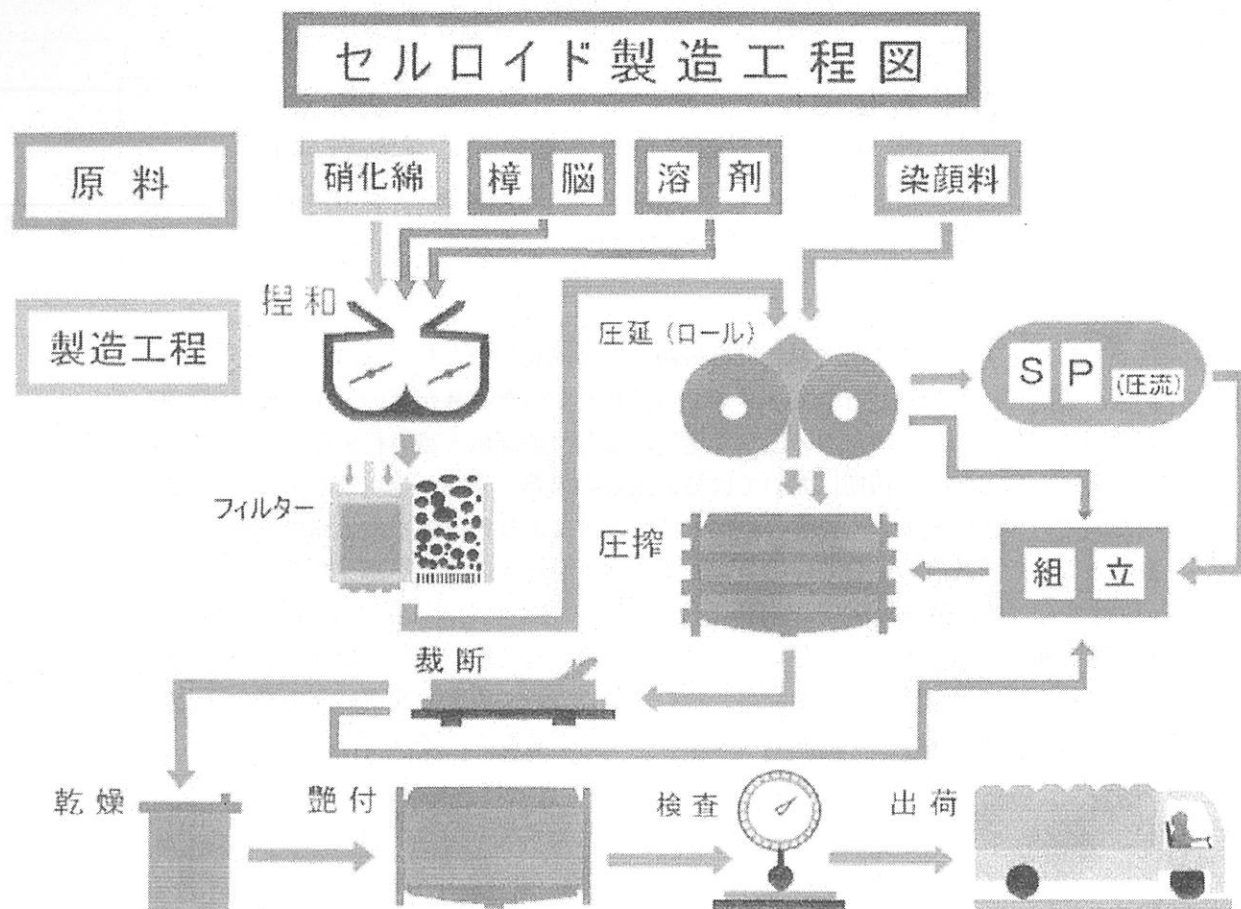 セルロイド製造工程図
原料
硝化綿
樟脳
溶剤
染顔料
製造工程
捏和
圧延(ロール)
SP(圧流)
フィルター
圧搾
組立
裁断
乾燥
艶付
検査
出荷